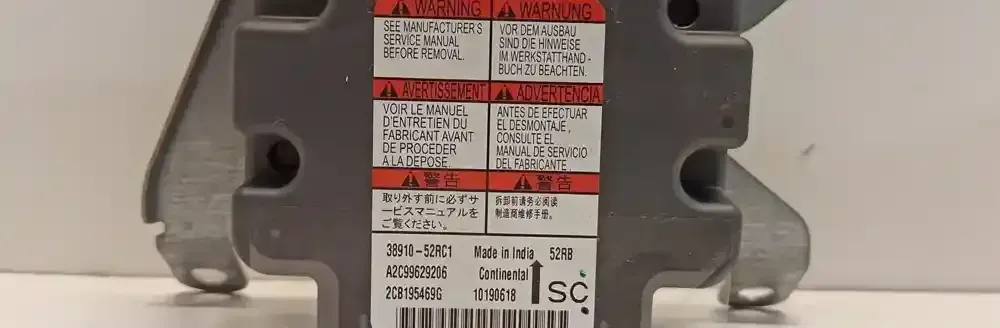 WARNING
SEE MANUFACTURER'S
SERVICE MANUAL
BEFORE REMOVAL.
WARNUNG
VOR DEM AUSBAU
SIND DIE HINWEISE
IM WERKSTATTHAND-
BUCH ZU BEACHTEN.
AVERTISSEMENT
VOIR LE MANUEL
D'ENTRETIEN DU
FABRICANT AVANT
DE PROCEDER
A LA DEPOSE.
ADVERTENCIA
ANTES DE EFECTUAR
EL DESMONTAJE,
CONSULTE EL
MANUAL DE SERVICIO
DEL FABRICANTE.
警告
取り外す前に必ずサ
ービスマニュアルを
ご覧ください。
警告
拆卸前请务必阅读
制造商维修手册。
38910-52RC1 Made in India 52RB
A2C99629206 Continental
2CB195469G 10190618 SC